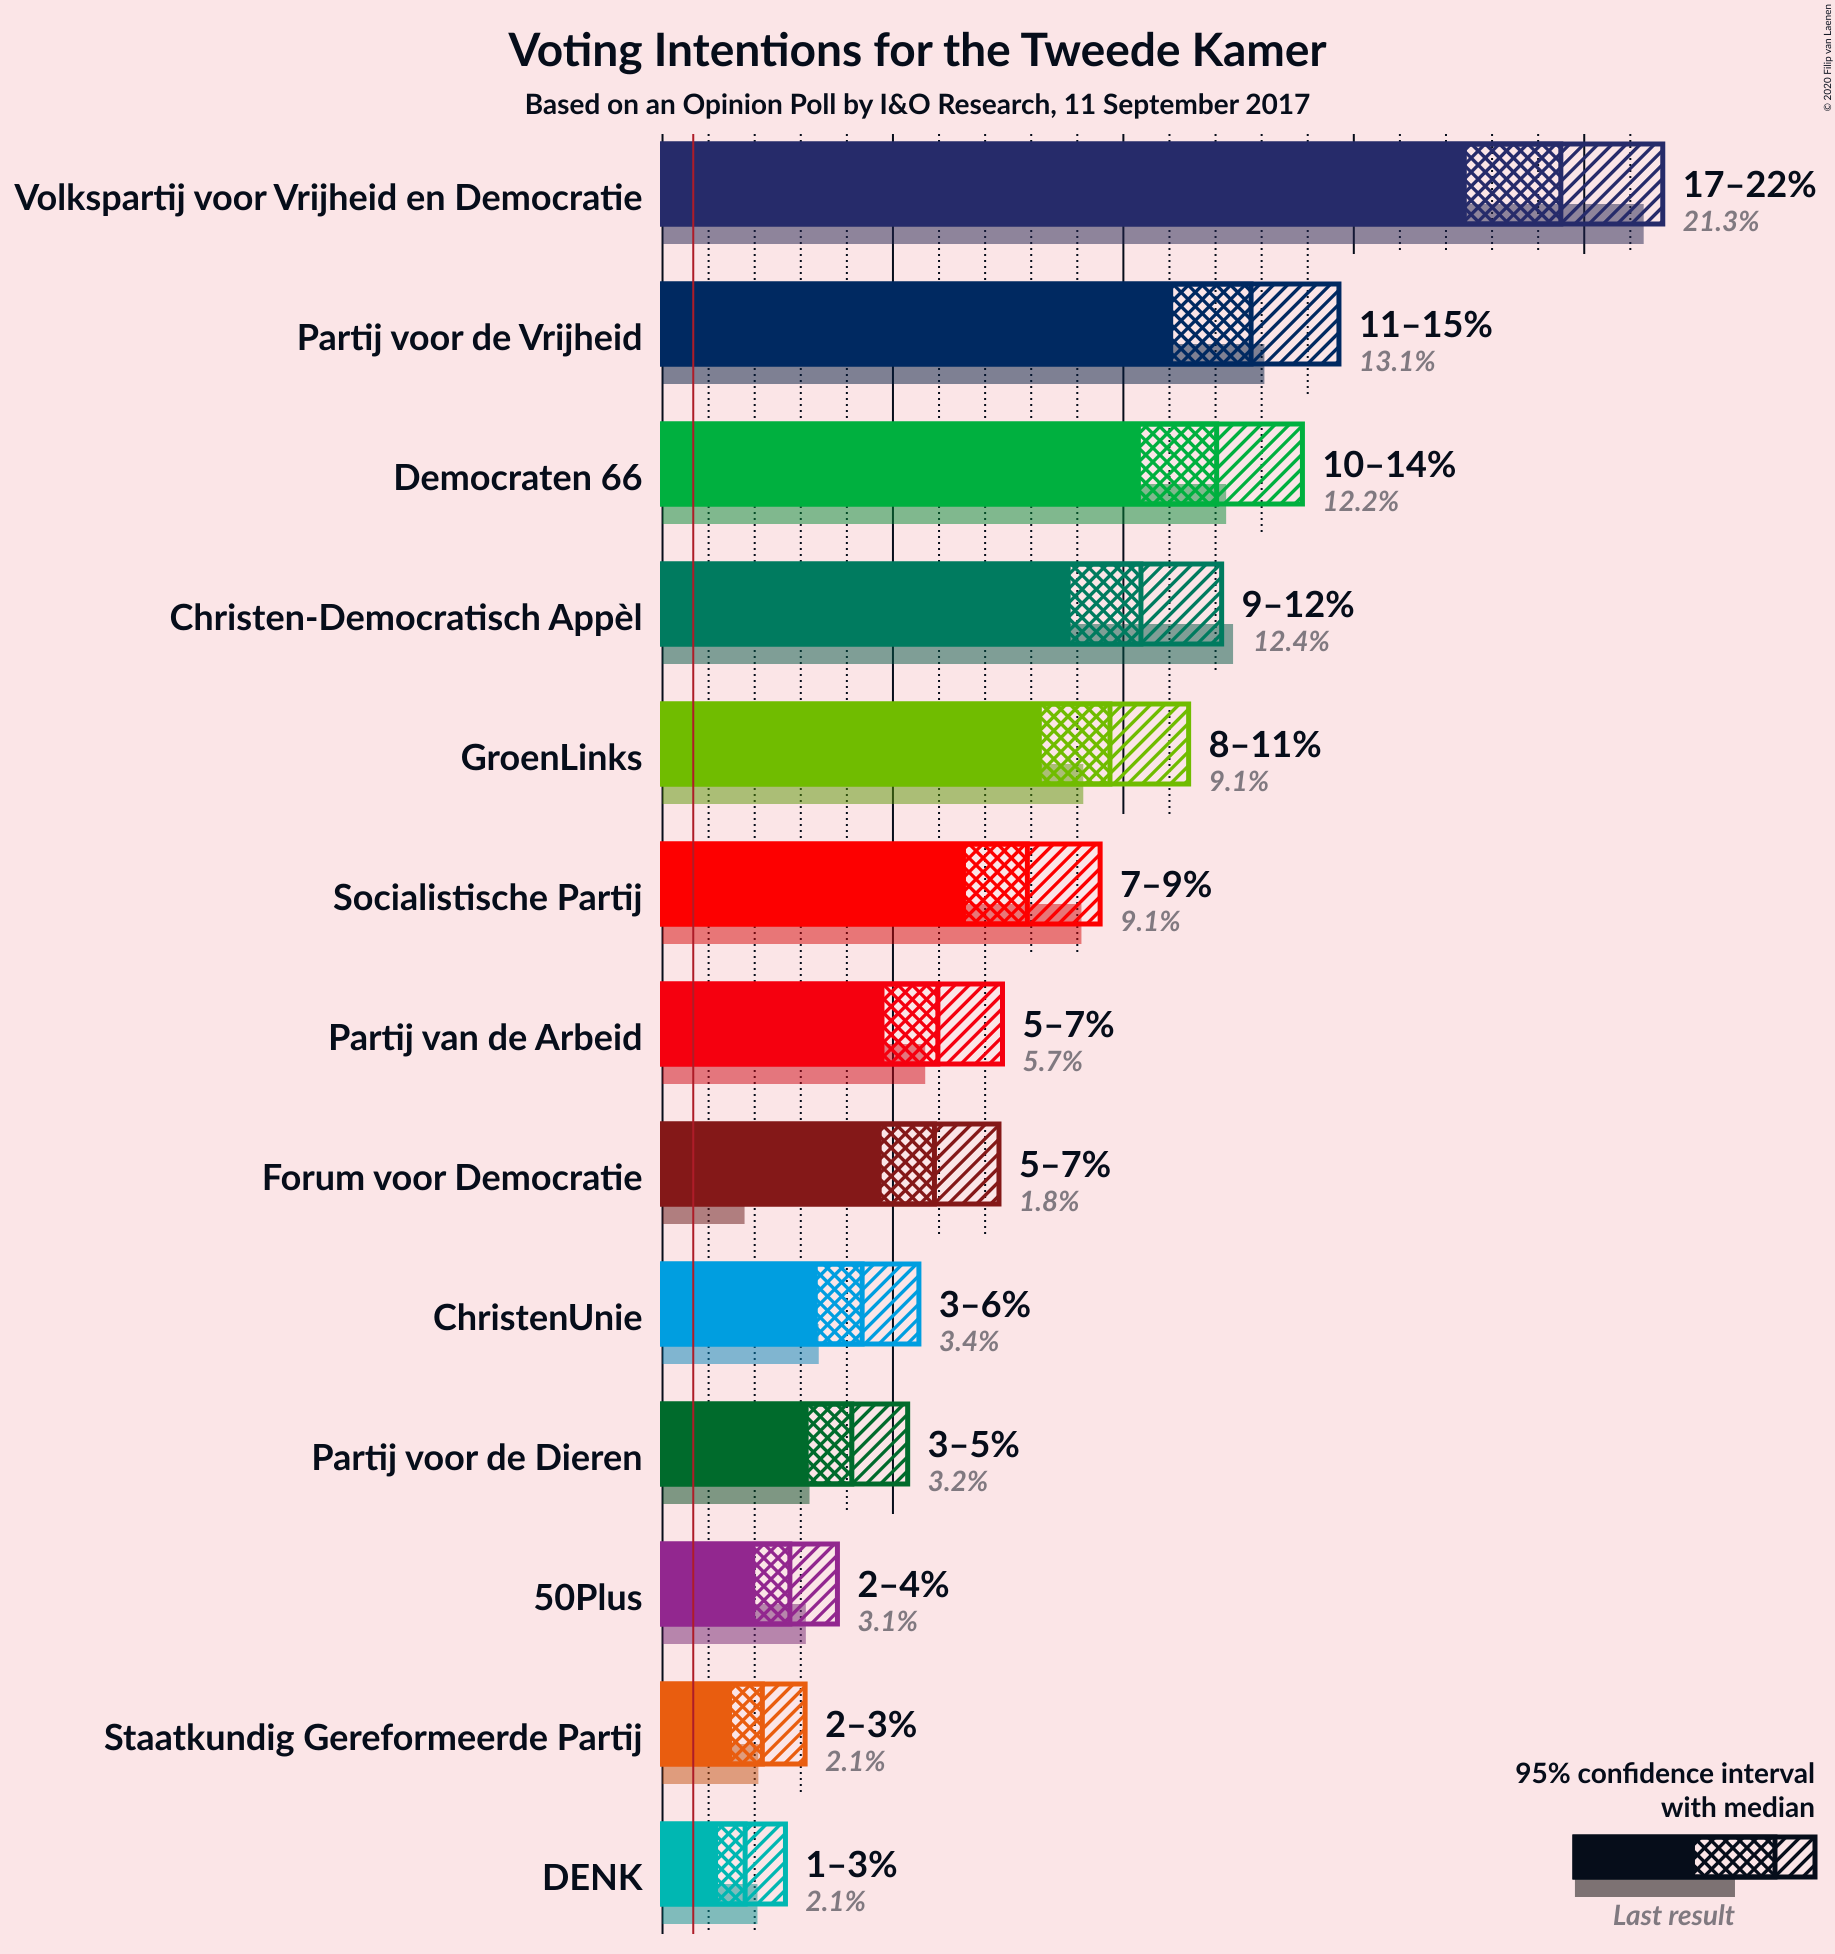 Voting Intentions for the Tweede Kamer
Based on an Opinion Poll by I&O Research, 11 September 2017
© 2020 Filip van Laenen
Volkspartij voor Vrijheid en Democratie
17–22%
21.3%
Partij voor de Vrijheid
11–15%
13.1%
Democraten 66
10–14%
12.2%
Christen-Democratisch Appèl
9–12%
12.4%
GroenLinks
8–11%
9.1%
Socialistische Partij
7–9%
9.1%
Partij van de Arbeid
5–7%
5.7%
Forum voor Democratie
5–7%
1.8%
ChristenUnie
3–6%
3.4%
Partij voor de Dieren
3–5%
3.2%
50Plus
2–4%
3.1%
Staatkundig Gereformeerde Partij
2–3%
2.1%
DENK
1–3%
2.1%
95% confidence interval
with median
Last result